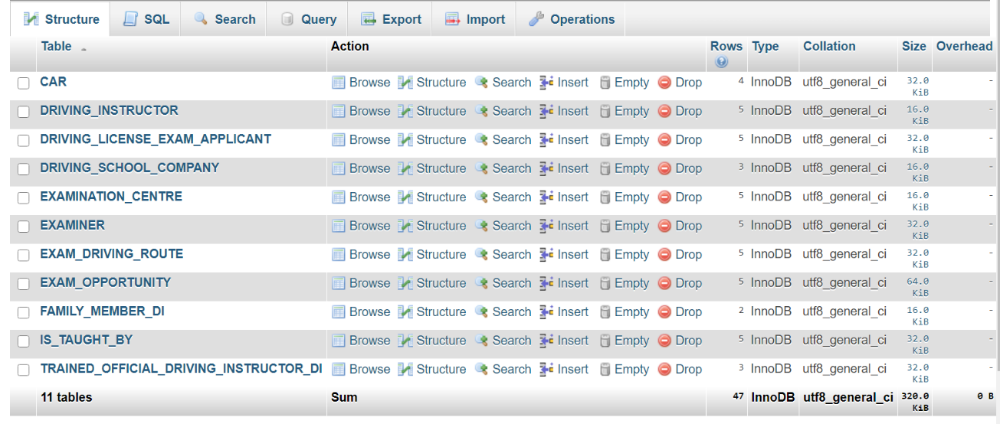 Structure SQL Search Query Export Import Operations
Table Action Rows Type Collation Size Overhead
CAR Browse Structure Search Insert Empty Drop 4 InnoDB utf8_general_ci 32.0 KiB -
DRIVING_INSTRUCTOR Browse Structure Search Insert Empty Drop 5 InnoDB utf8_general_ci 16.0 KiB -
DRIVING_LICENSE_EXAM_APPLICANT Browse Structure Search Insert Empty Drop 5 InnoDB utf8_general_ci 32.0 KiB -
DRIVING_SCHOOL_COMPANY Browse Structure Search Insert Empty Drop 3 InnoDB utf8_general_ci 16.0 KiB -
EXAMINATION_CENTRE Browse Structure Search Insert Empty Drop 5 InnoDB utf8_general_ci 16.0 KiB -
EXAMINER Browse Structure Search Insert Empty Drop 5 InnoDB utf8_general_ci 32.0 KiB -
EXAM_DRIVING_ROUTE Browse Structure Search Insert Empty Drop 5 InnoDB utf8_general_ci 32.0 KiB -
EXAM_OPPORTUNITY Browse Structure Search Insert Empty Drop 5 InnoDB utf8_general_ci 64.0 KiB -
FAMILY_MEMBER_DI Browse Structure Search Insert Empty Drop 2 InnoDB utf8_general_ci 16.0 KiB -
IS_TAUGHT_BY Browse Structure Search Insert Empty Drop 5 InnoDB utf8_general_ci 32.0 KiB -
TRAINED_OFFICIAL_DRIVING_INSTRUCTOR_DI Browse Structure Search Insert Empty Drop 3 InnoDB utf8_general_ci 32.0 KiB -
11 tables Sum 47 InnoDB utf8_general_ci 320.0 KiB 0 B